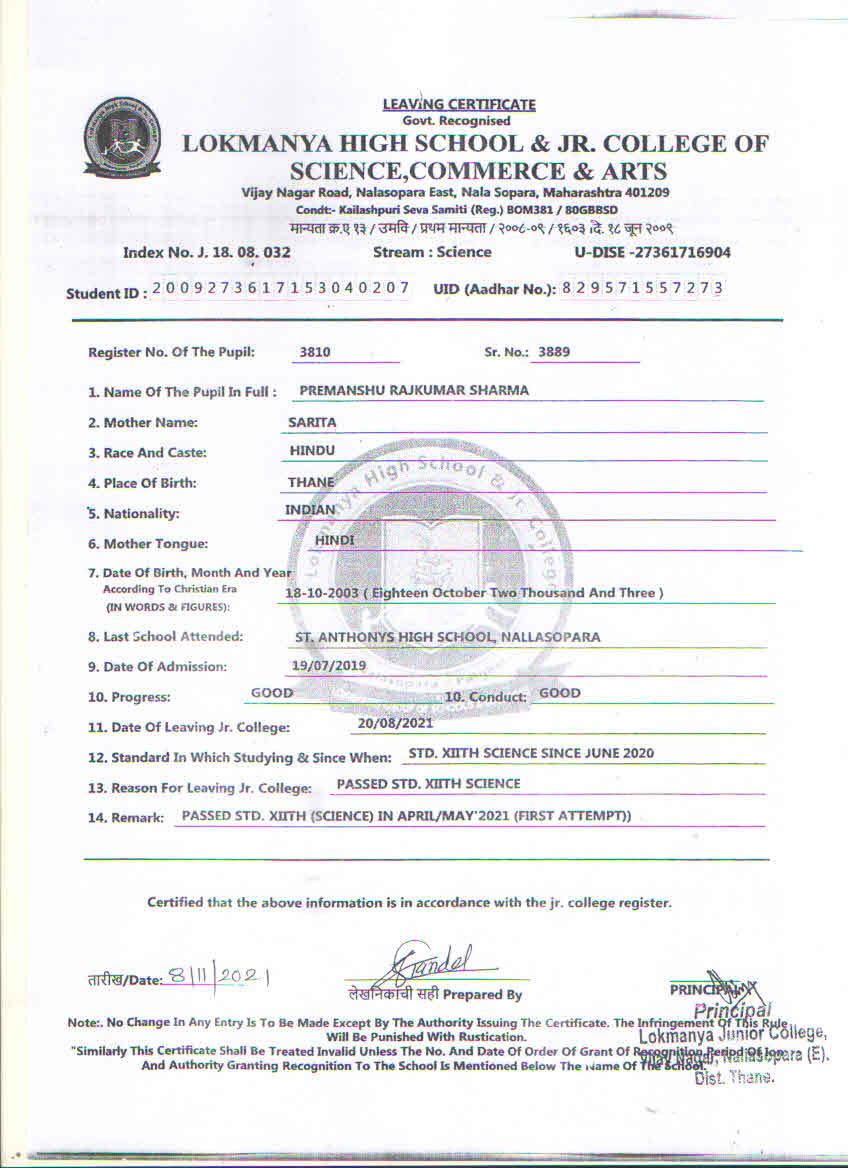 LEAVING CERTIFICATE
Govt. Recognised
LOKMANYA HIGH SCHOOL & JR. COLLEGE OF
SCIENCE,COMMERCE & ARTS
Vijay Nagar Road, Nalasopara East, Nala Sopara, Maharashtra 401209
Condt:- Kailashpuri Seva Samiti (Reg.) BOM381 / 80GBBSD
मान्यता क्र.ए १३ / उमवि / प्रथम मान्यता / २००८-०९ / १६०३ दि. १८ जून २००९
Index No. J. 18. 08. 032 Stream : Science U-DISE -27361716904
Student ID : 2009273617153040207 UID (Aadhar No.): 829571557273
Register No. Of The Pupil: 3810 Sr. No.: 3889
1. Name Of The Pupil In Full : PREMANSHU RAJKUMAR SHARMA
2. Mother Name: SARITA
3. Race And Caste: HINDU
4. Place Of Birth: THANE
5. Nationality: INDIAN
6. Mother Tongue: HINDI
7. Date Of Birth, Month And Year
According To Christian Era 18-10-2003 ( Eighteen October Two Thousand And Three )
(IN WORDS & FIGURES):
8. Last School Attended: ST. ANTHONYS HIGH SCHOOL, NALLASOPARA
9. Date Of Admission: 19/07/2019
10. Progress: GOOD 10. Conduct: GOOD
11. Date Of Leaving Jr. College: 20/08/2021
12. Standard In Which Studying & Since When: STD. XIITH SCIENCE SINCE JUNE 2020
13. Reason For Leaving Jr. College: PASSED STD. XIITH SCIENCE
14. Remark: PASSED STD. XIITH (SCIENCE) IN APRIL/MAY'2021 (FIRST ATTEMPT))
Lokmanya High School & Jr. College
Certified that the above information is in accordance with the jr. college register.
तारीख/Date: 8/11/2021
लेखनिकाची सही Prepared By
PRINCIPAL
Principal
Lokmanya Junior College,
Vijay Nagar, Nallasopara (E).
Dist. Thane.
Note:. No Change In Any Entry Is To Be Made Except By The Authority Issuing The Certificate. The Infringement Of This Rule
Will Be Punished With Rustication.
"Similarly This Certificate Shall Be Treated Invalid Unless The No. And Date Of Order Of Grant Of Recognition Period Of
And Authority Granting Recognition To The School Is Mentioned Below The Name Of The School."